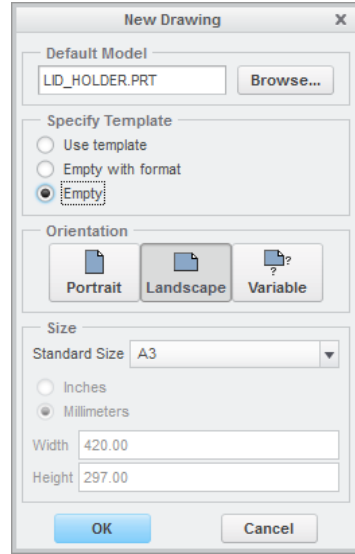 New Drawing x
Default Model
LID_HOLDER.PRT Browse...
Specify Template
Use template
Empty with format
Empty
Orientation
? ?
Portrait Landscape Variable
Size
Standard Size A3
Inches
Millimeters
Width 420.00
Height 297.00
OK Cancel